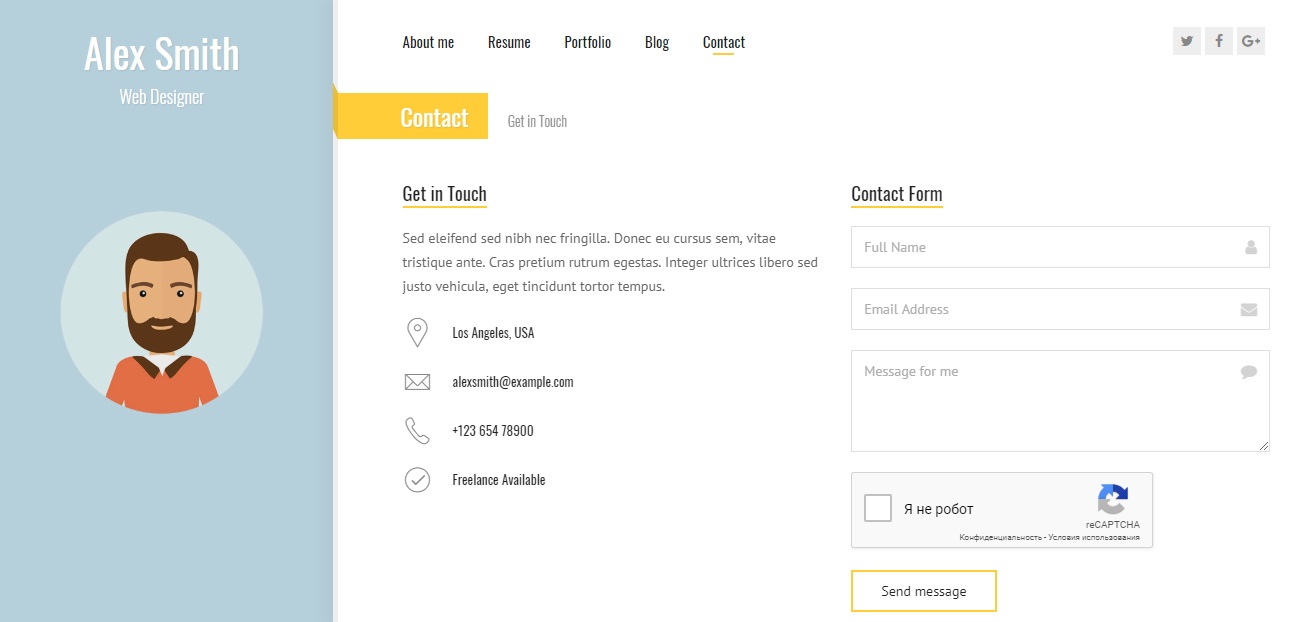 Alex Smith
Web Designer
About me Resume Portfolio Blog Contact
G+
Contact
Get in Touch
Get in Touch
Sed eleifend sed nibh nec fringilla. Donec eu cursus sem, vitae
tristique ante. Cras pretium rutrum egestas. Integer ultrices libero sed
justo vehicula, eget tincidunt tortor tempus.
Los Angeles, USA
alexsmith@example.com
+123 654 78900
Freelance Available
Contact Form
Full Name
Email Address
Message for me
Я не робот
reCAPTCHA
Конфиденциальность - Условия использования
Send message